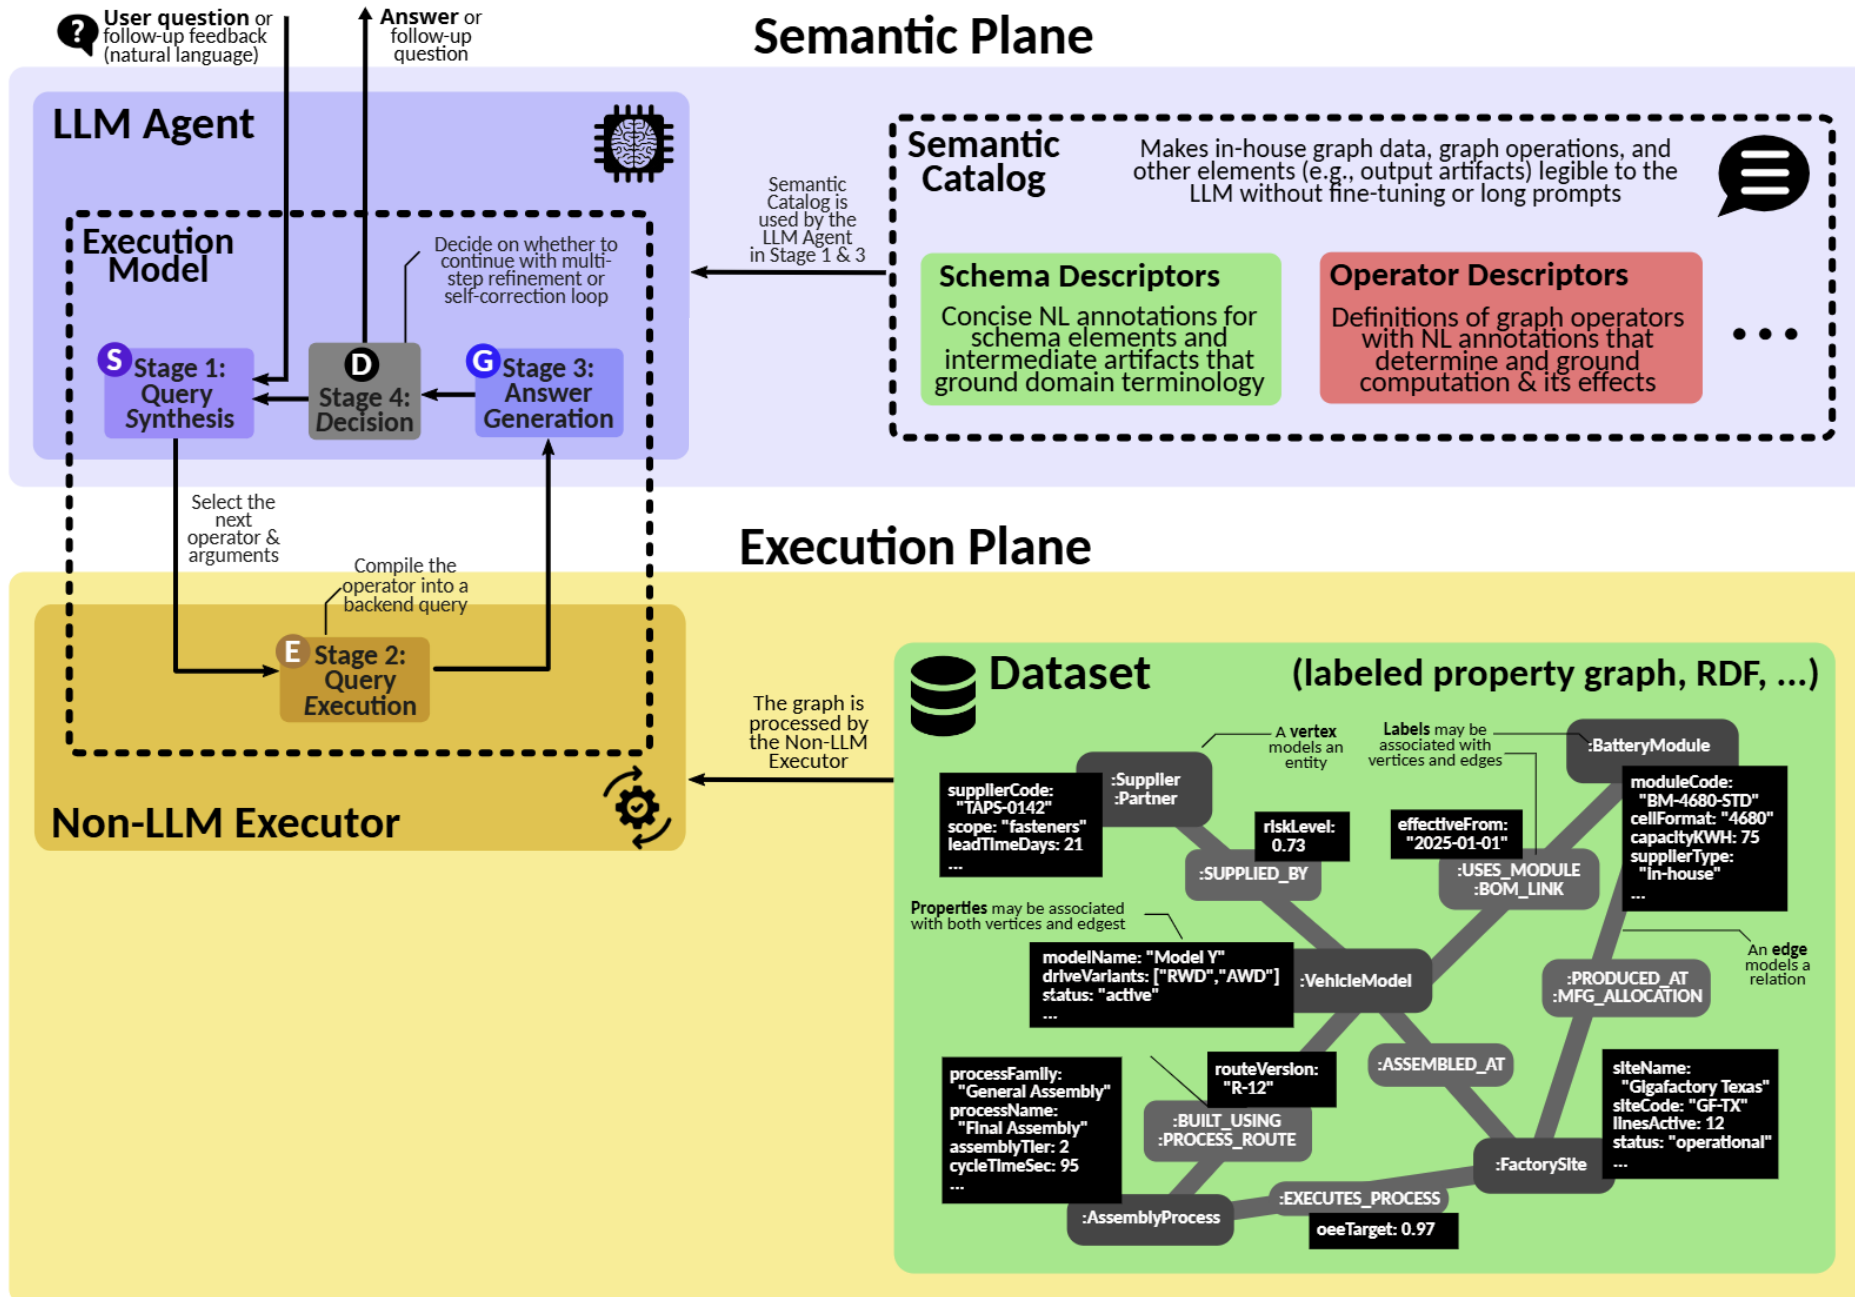 User question or
follow-up feedback
(natural language)
Answer or
follow-up
question
Semantic Plane
LLM Agent
Execution
Model
Decide on whether to
continue with multi-
step refinement or
self-correction loop
S
Stage 1:
Query
Synthesis
D
Stage 4:
Decision
G
Stage 3:
Answer
Generation
Semantic
Catalog is
used by the
LLM Agent
in Stage 1 & 3
Semantic
Catalog
Makes in-house graph data, graph operations, and
other elements (e.g., output artifacts) legible to the
LLM without fine-tuning or long prompts
Schema Descriptors
Concise NL annotations for
schema elements and
intermediate artifacts that
ground domain terminology
Operator Descriptors
Definitions of graph operators
with NL annotations that
determine and ground
computation & its effects
...
Select the
next
operator &
arguments
Execution Plane
Compile the
operator into a
backend query
E
Stage 2:
Query
Execution
Non-LLM Executor
The graph is
processed by
the Non-LLM
Executor
Dataset
(labeled property graph, RDF, ...)
A vertex
models an
entity
Labels may be
associated with
vertices and edges
:BatteryModule
:Supplier
:Partner
supplierCode:
"TAPS-0142"
scope: "fasteners"
leadTimeDays: 21
...
riskLevel:
0.73
:SUPPLIED_BY
effectiveFrom:
"2025-01-01"
:USES_MODULE
:BOM_LINK
moduleCode:
"BM-4680-STD"
cellFormat: "4680"
capacityKWH: 75
supplierType:
"in-house"
...
Properties may be associated
with both vertices and edgest
modelName: "Model Y"
driveVariants: ["RWD","AWD"]
status: "active"
...
:VehicleModel
An edge
models a
relation
:PRODUCED_AT
:MFG_ALLOCATION
:ASSEMBLED_AT
processFamily:
"General Assembly"
processName:
"Final Assembly"
assemblyTier: 2
cycleTimeSec: 95
...
routeVersion:
"R-12"
:BUILT_USING
:PROCESS_ROUTE
siteName:
"Gigafactory Texas"
siteCode: "GF-TX"
linesActive: 12
status: "operational"
...
:FactorySite
:EXECUTES_PROCESS
oeeTarget: 0.97
:AssemblyProcess